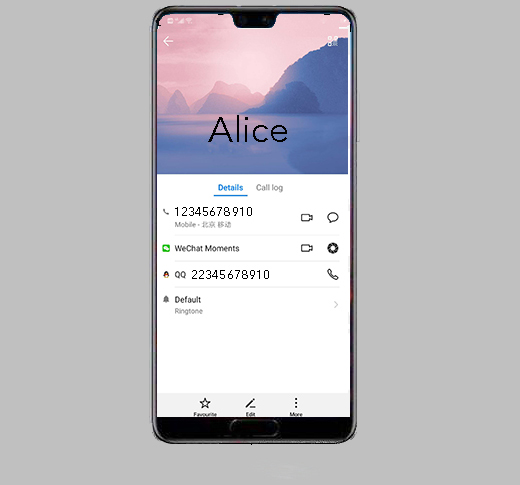 Alice
Details Call log
12345678910
Mobile - 北京 移动
WeChat Moments
QQ 22345678910
Default
Ringtone
Favourite Edit More